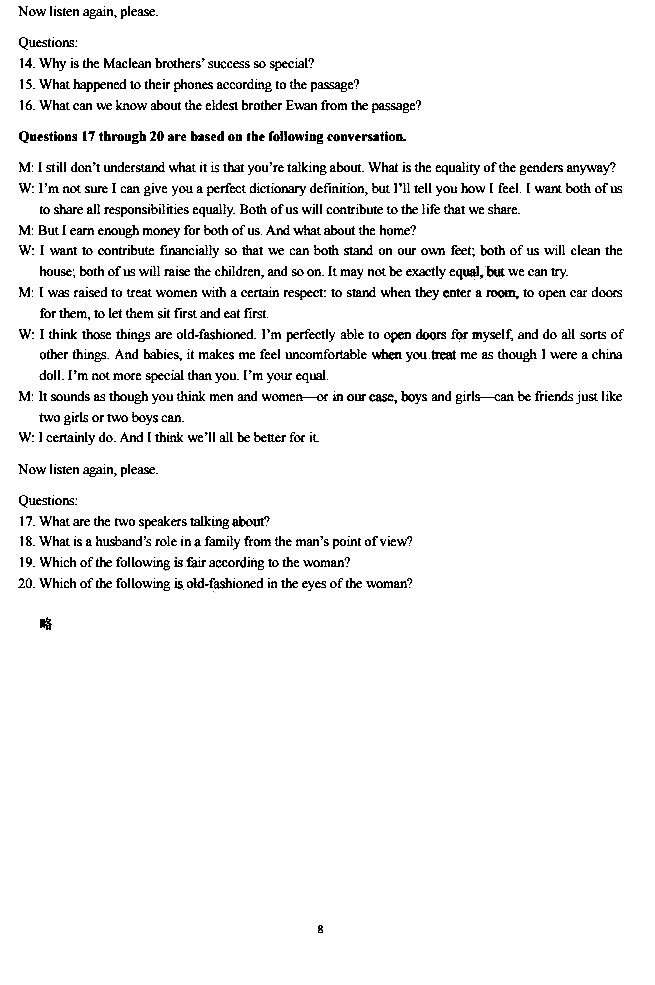 Now listen again, please.
Questions:
14. Why is the Maclean brothers' success so special?
15. What happened to their phones according to the passage?
16. What can we know about the eldest brother Ewan from the passage?
Questions 17 through 20 are based on the following conversation.
M: I still don't understand what it is that you're talking about. What is the equality of the genders anyway?
W: I'm not sure I can give you a perfect dictionary definition, but I'll tell you how I feel. I want both of us
to share all responsibilities equally. Both of us will contribute to the life that we share.
M: But I earn enough money for both of us. And what about the home?
W: I want to contribute financially so that we can both stand on our own feet; both of us will clean the
house; both of us will raise the children, and so on. It may not be exactly equal, but we can try.
M: I was raised to treat women with a certain respect: to stand when they enter a room, to open car doors
for them, to let them sit first and eat first.
W: I think those things are old-fashioned. I'm perfectly able to open doors for myself, and do all sorts of
other things. And babies, it makes me feel uncomfortable when you treat me as though I were a china
doll. I'm not more special than you. I'm your equal.
M: It sounds as though you think men and women—or in our case, boys and girls—can be friends just like
two girls or two boys can.
W: I certainly do. And I think we'll all be better for it.
Now listen again, please.
Questions:
17. What are the two speakers talking about?
18. What is a husband's role in a family from the man's point of view?
19. Which of the following is fair according to the woman?
20. Which of the following is old-fashioned in the eyes of the woman?
略
8